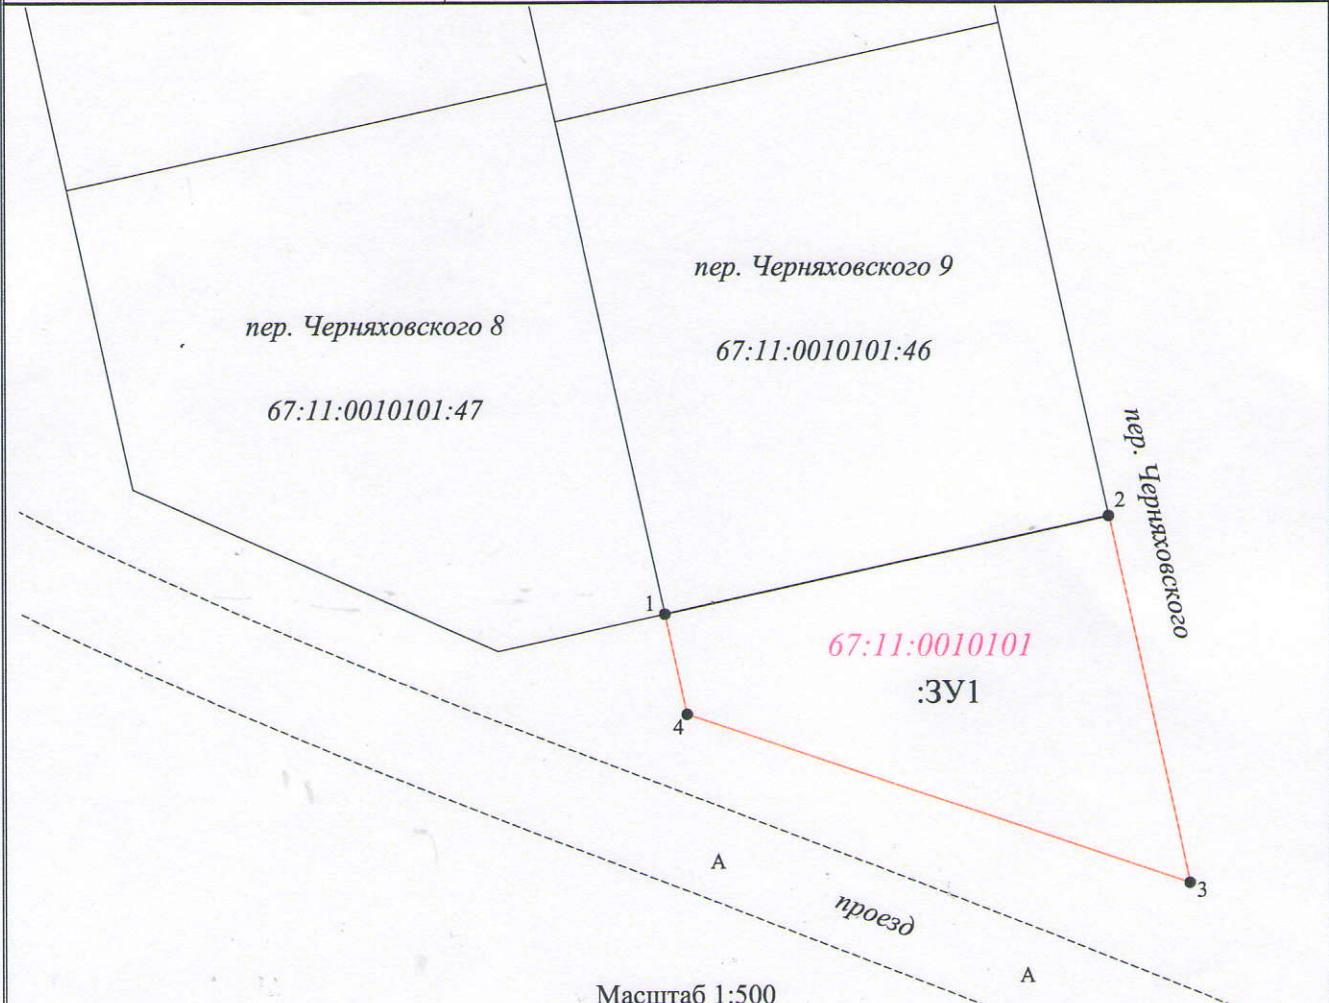 пер. Черняховского 9
пер. Черняховского 8
67:11:0010101:46
67:11:0010101:47
пер. Черняховского
2
1
67:11:0010101
:ЗУ1
4
А
3
проезд
А
Масштаб 1:500